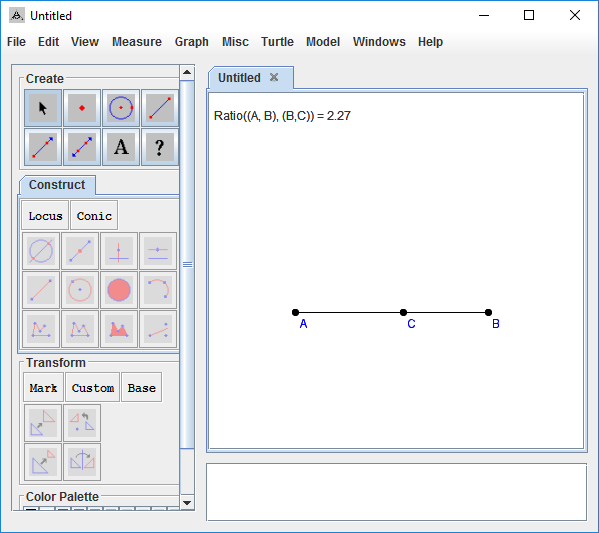 Untitled
File Edit View Measure Graph Misc Turtle Model Windows Help
Create
A ?
Construct
Locus Conic
Transform
Mark Custom Base
Color Palette
Untitled
Ratio((A, B), (B,C)) = 2.27
A C B